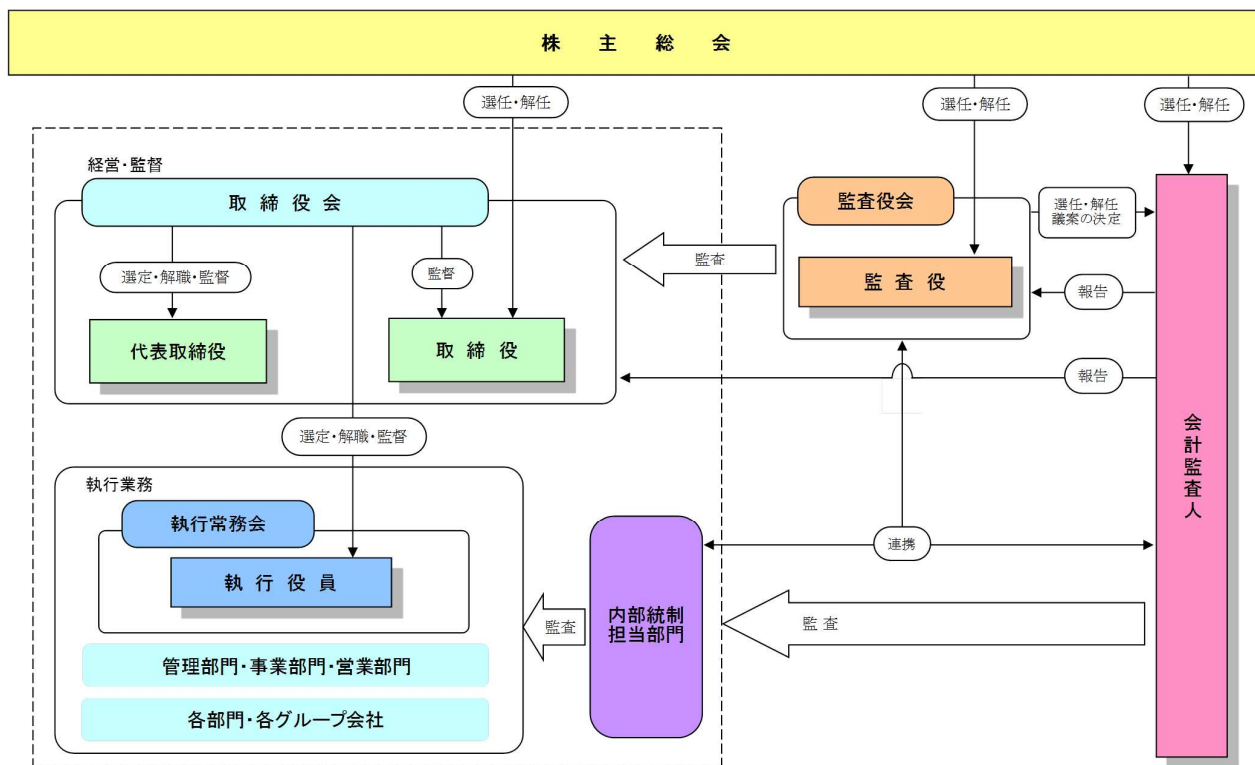 株主総会
選任・解任
選任・解任
選任・解任
経営・監督
取締役会
監査役会
選任・解任
議案の決定
選定・解職・監督
監督
監査
監査役
報告
代表取締役
取締役
報告
選定・解職・監督
会計監査人
執行業務
執行常務会
連携
執行役員
内部統制
担当部門
監査
監査
管理部門・事業部門・営業部門
各部門・各グループ会社